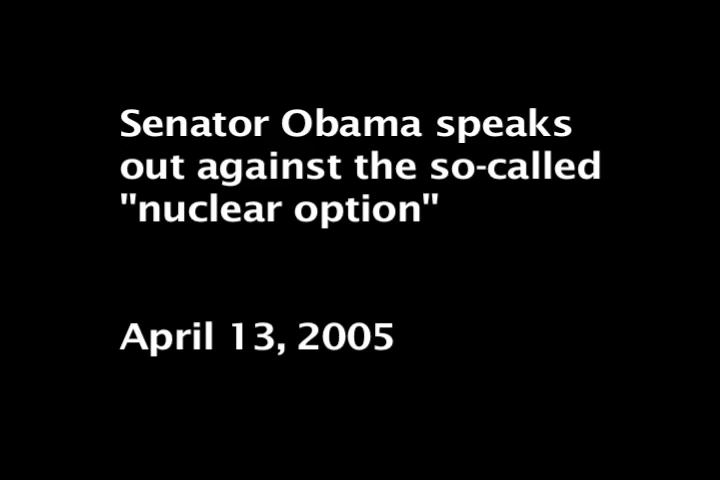 Senator Obama speaks
out against the so-called
"nuclear option"
April 13, 2005